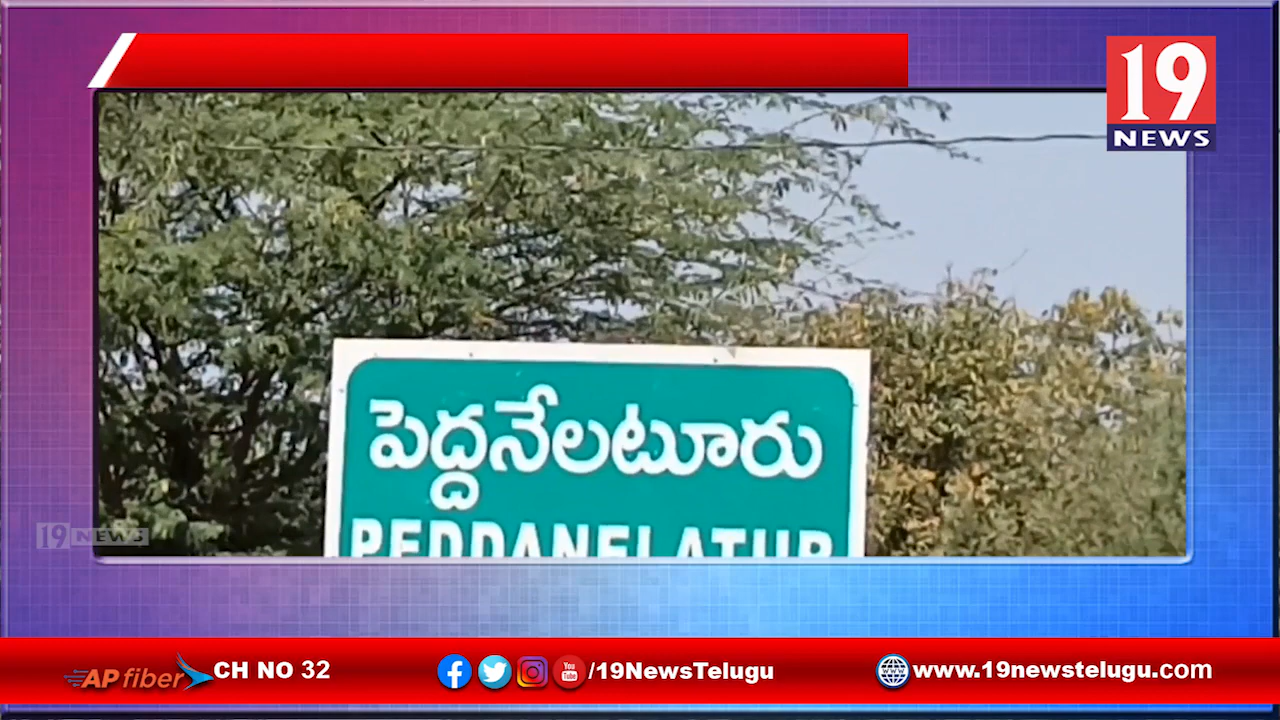 19
NEWS
పెద్దనేలటూరు
PEDDANELATUR
19 NEWS
AP fiber CH NO 32
/19NewsTelugu
www.19newstelugu.com